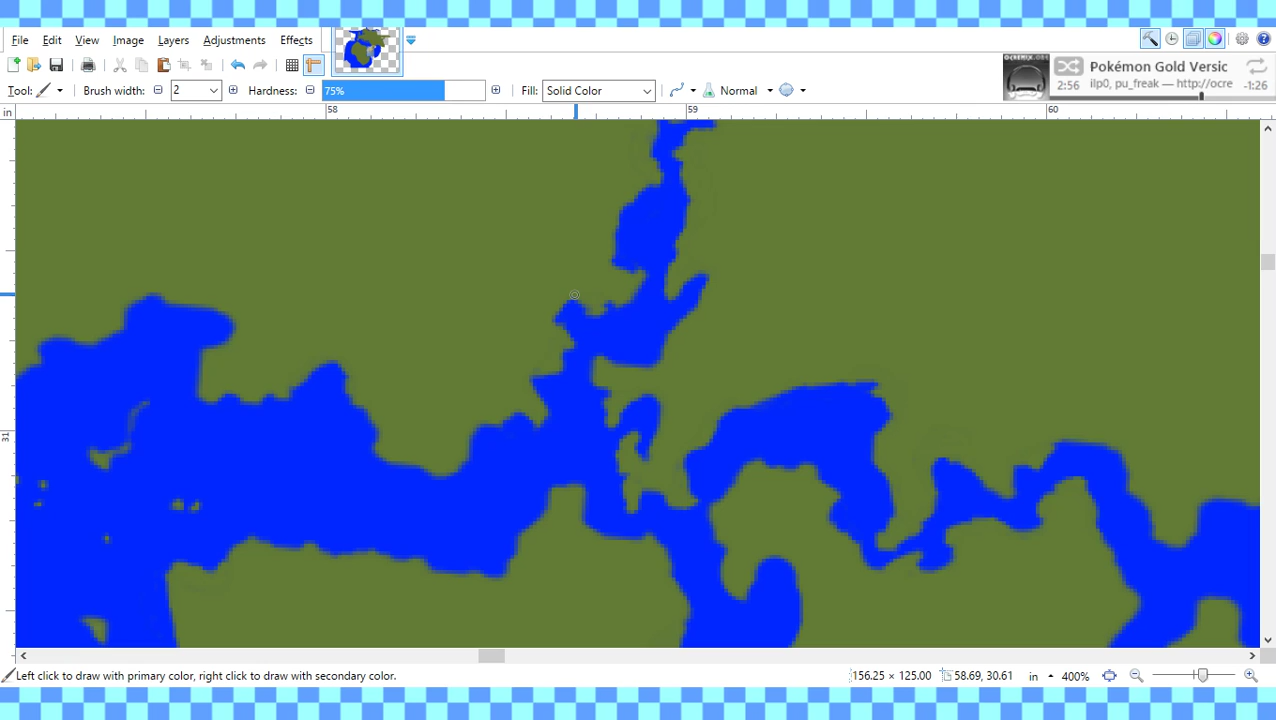 File Edit View Image Layers Adjustments Effects
Pokémon Gold Versic
ilp0, pu_freak — http://ocre
2:56
-1:26
Tool: Brush width: 2 Hardness: 75% Fill: Solid Color Normal
in 58 59 60
31
Left click to draw with primary color, right click to draw with secondary color. 156.25 × 125.00 58.69, 30.61 in 400%